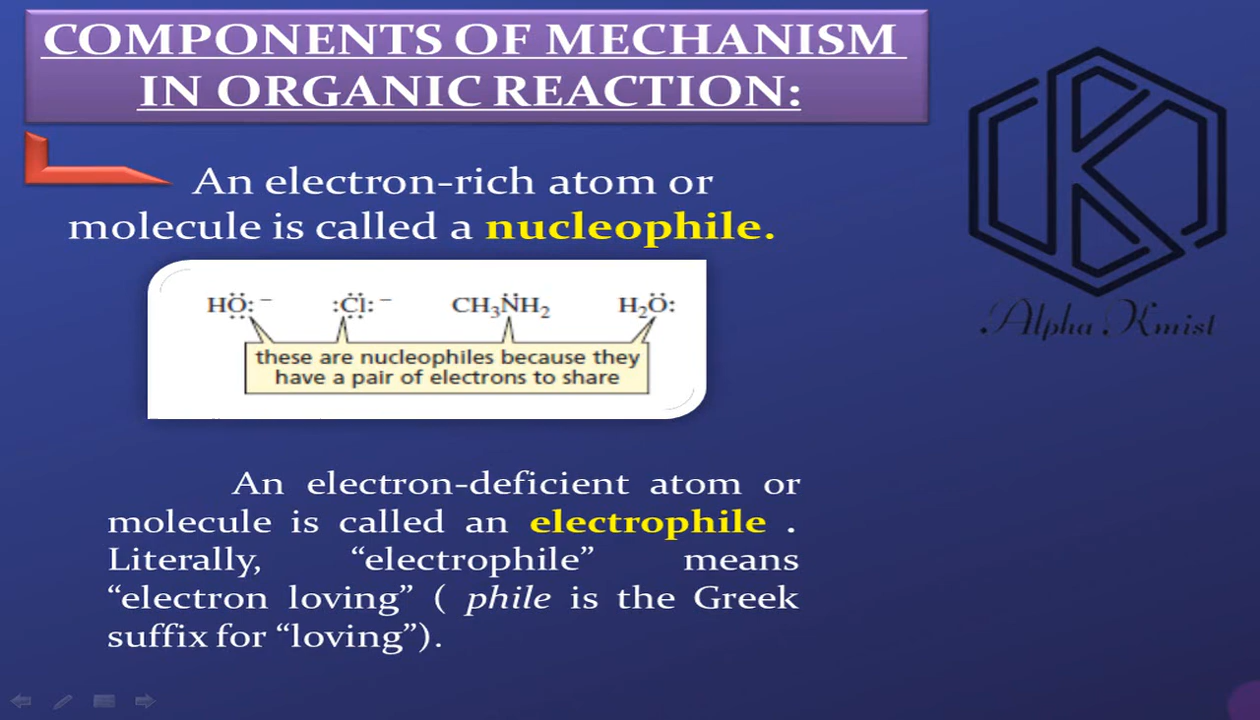 COMPONENTS OF MECHANISM
IN ORGANIC REACTION:
An electron-rich atom or
molecule is called a nucleophile.
HÖ:⁻ :Cl:⁻ CH₃N̈H₂ H₂Ö:
these are nucleophiles because they
have a pair of electrons to share
An electron-deficient atom or
molecule is called an electrophile .
Literally, “electrophile” means
“electron loving” ( phile is the Greek
suffix for “loving”).
Alpha Kmist